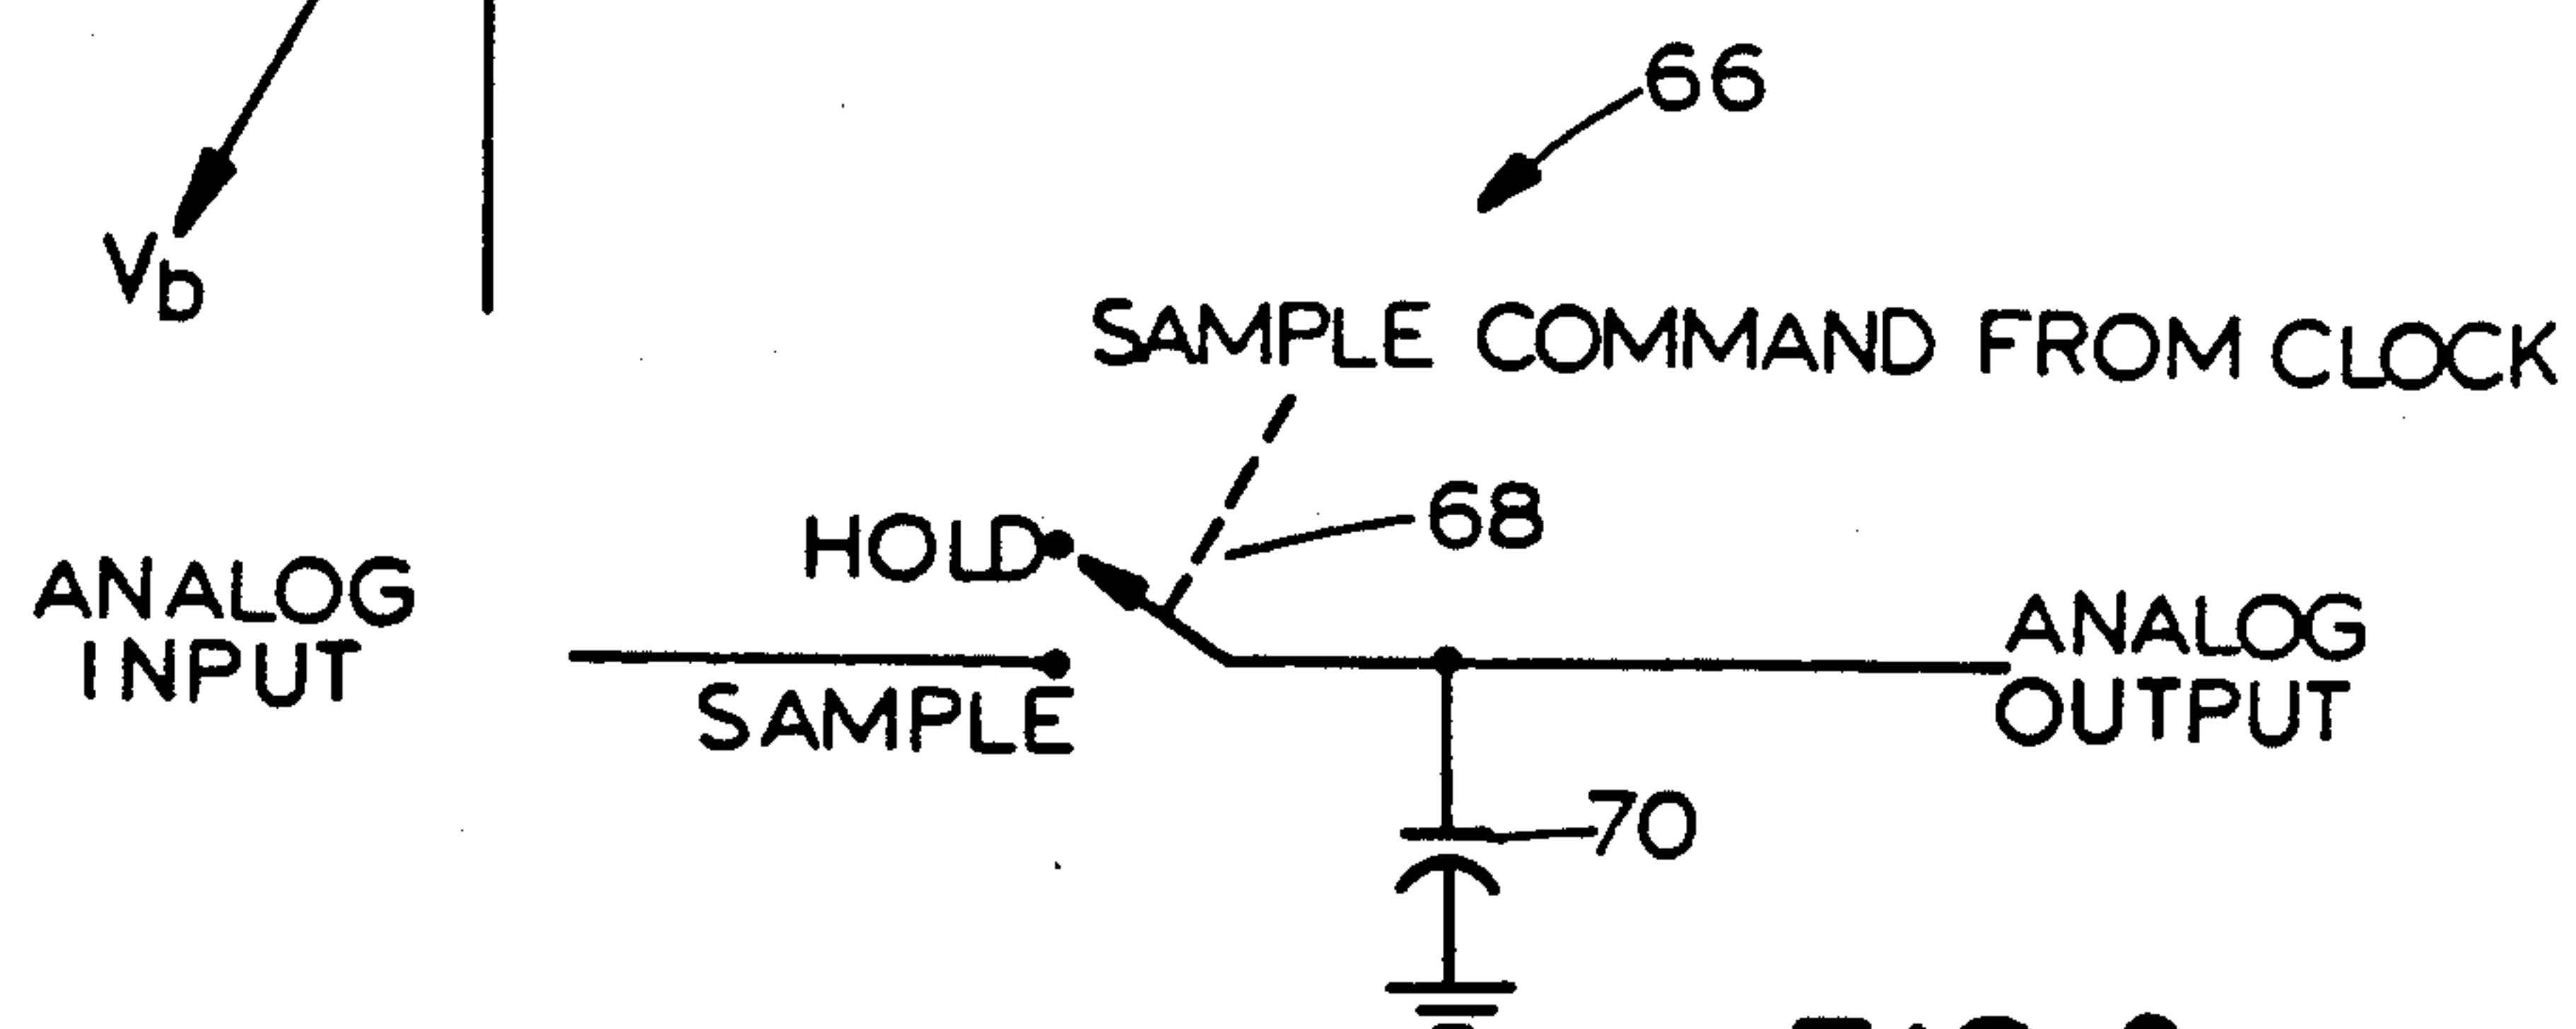 66
Vb
SAMPLE COMMAND FROM CLOCK
68
HOLD
ANALOG
INPUT
SAMPLE
ANALOG
OUTPUT
70